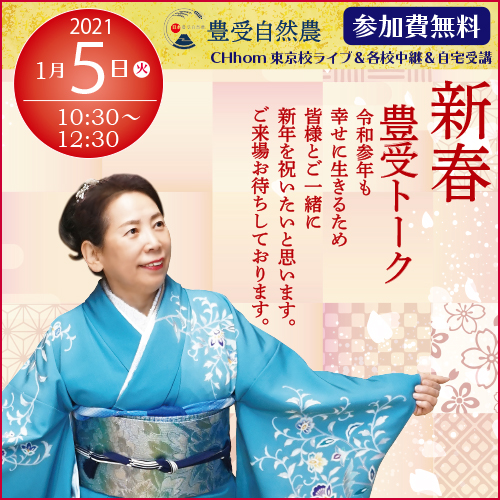 2021
1月5日(火)
10:30〜
12:30
豊受自然農
参加費無料
CHhom 東京校ライブ&各校中継&自宅受講
新春
豊受トーク
令和参年も
幸せに生きるため
皆様とご一緒に
新年を祝いたいと思います。
ご来場お待ちしております。